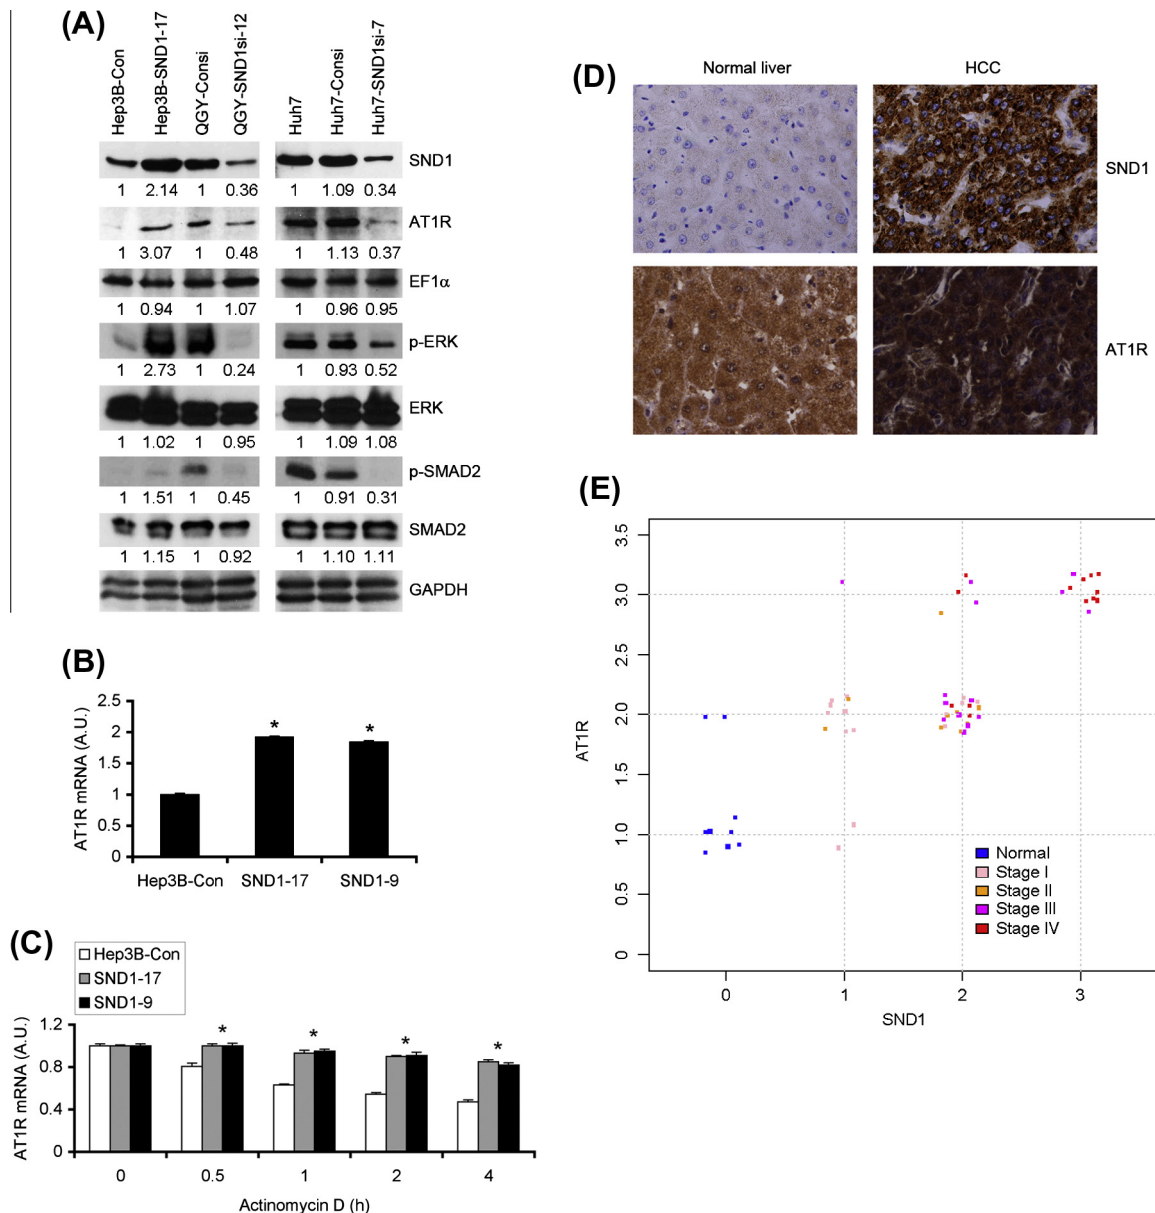 (A)
Hep3B-Con
Hep3B-SND1-17
QGY-Consi
QGY-SND1si-12
Huh7
Huh7-Consi
Huh7-SND1si-7
SND1
1 2.14 1 0.36 1 1.09 0.34
AT1R
1 3.07 1 0.48 1 1.13 0.37
EF1α
1 0.94 1 1.07 1 0.96 0.95
p-ERK
1 2.73 1 0.24 1 0.93 0.52
ERK
1 1.02 1 0.95 1 1.09 1.08
p-SMAD2
1 1.51 1 0.45 1 0.91 0.31
SMAD2
1 1.15 1 0.92 1 1.10 1.11
GAPDH
(B)
AT1R mRNA (A.U.)
2.5
2
1.5
1
0.5
0
* *
Hep3B-Con SND1-17 SND1-9
(C)
Hep3B-Con
SND1-17
SND1-9
AT1R mRNA (A.U.)
1.2
0.8
0.4
0
* * * *
0 0.5 1 2 4
Actinomycin D (h)
(D)
Normal liver HCC
SND1
AT1R
(E)
AT1R
3.5
3.0
2.5
2.0
1.5
1.0
0.5
0
Normal
Stage I
Stage II
Stage III
Stage IV
0 1 2 3
SND1